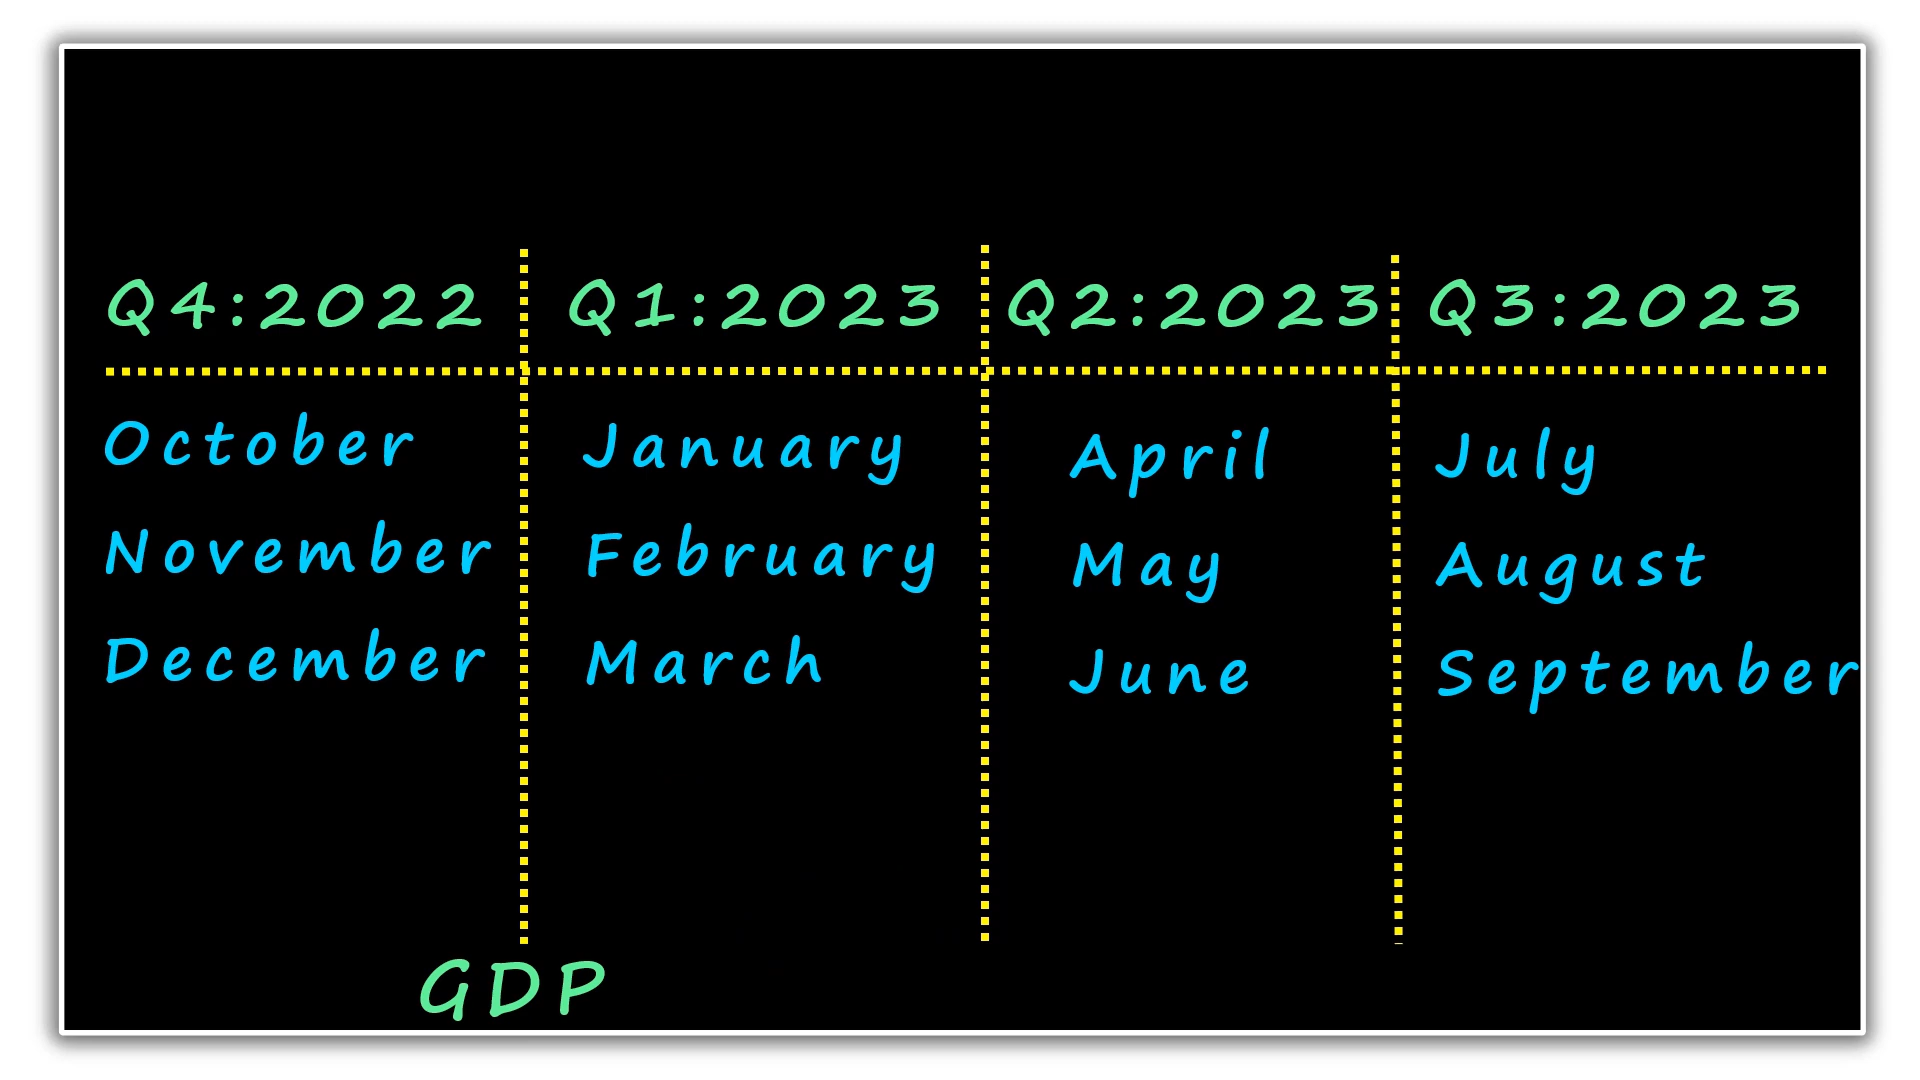 Q4:2022 Q1:2023 Q2:2023 Q3:2023
October January April July
November February May August
December March June September
GDP